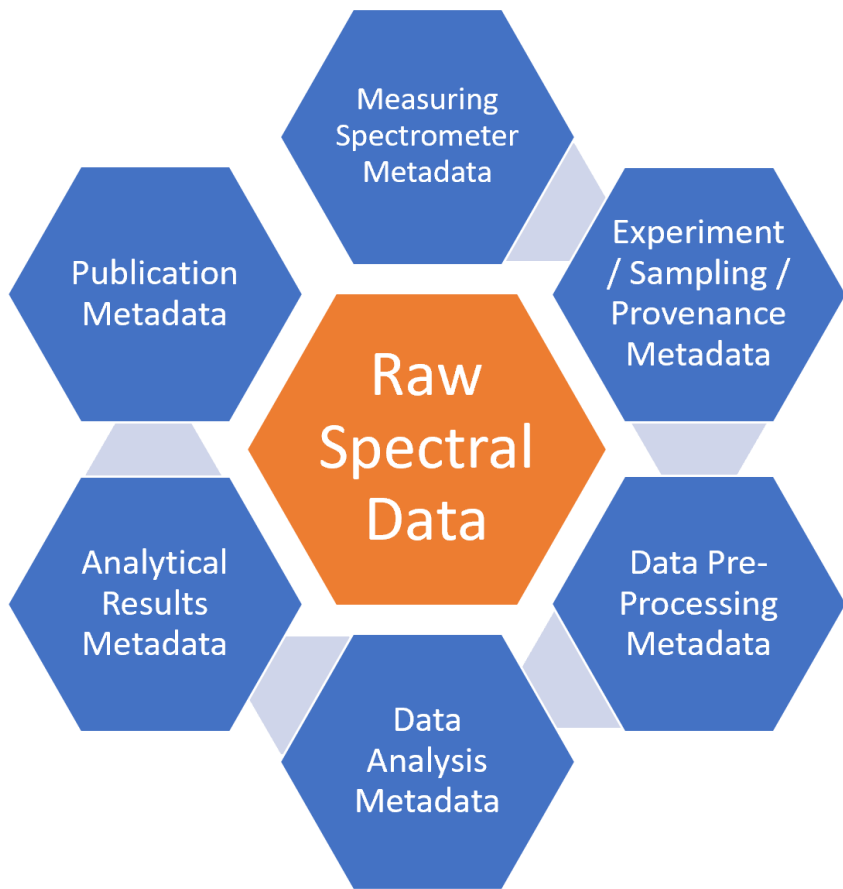 Measuring
Spectrometer
Metadata
Experiment
/ Sampling /
Provenance
Metadata
Publication
Metadata
Raw
Spectral
Data
Analytical
Results
Metadata
Data Pre-
Processing
Metadata
Data
Analysis
Metadata